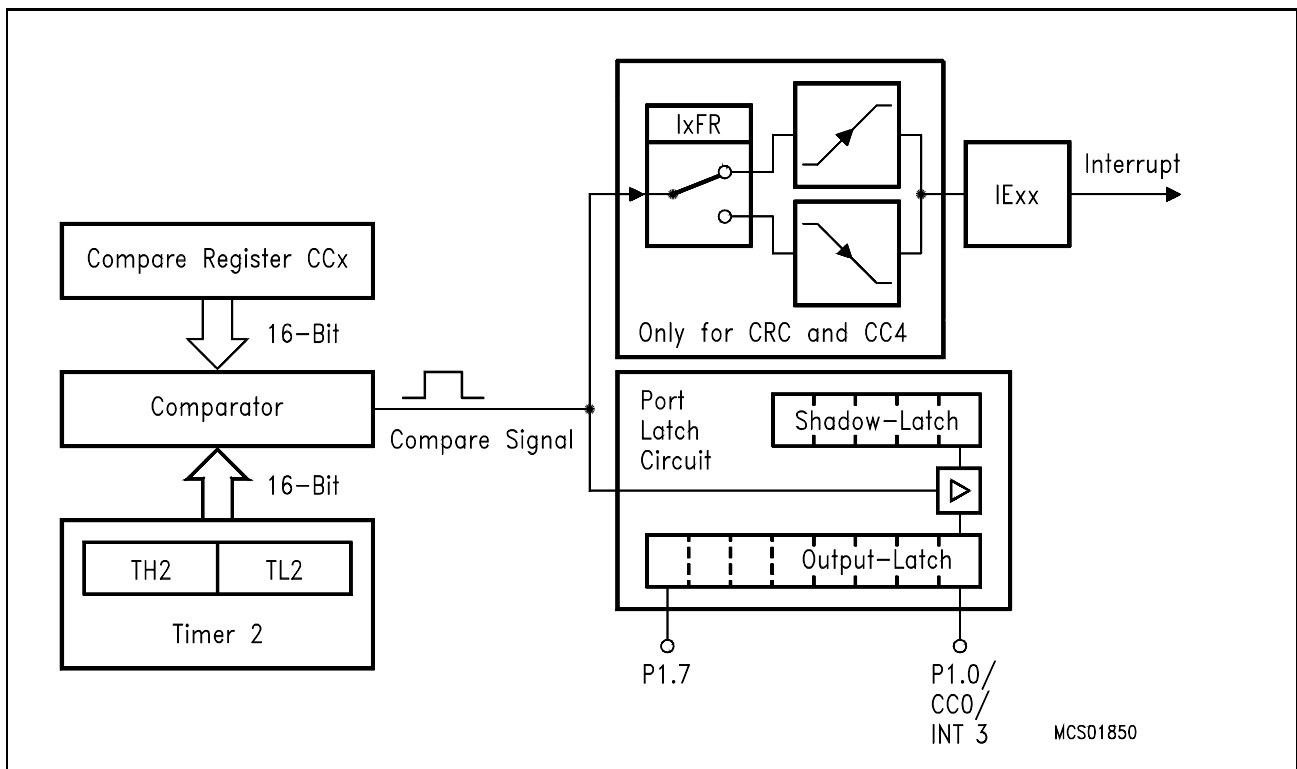 IxFR
Interrupt
IExx
Compare Register CCx
16-Bit
Only for CRC and CC4
Comparator
Compare Signal
Port
Latch
Circuit
Shadow-Latch
16-Bit
TH2
TL2
Timer 2
Output-Latch
P1.7
P1.0/
CC0/
INT 3
MCS01850